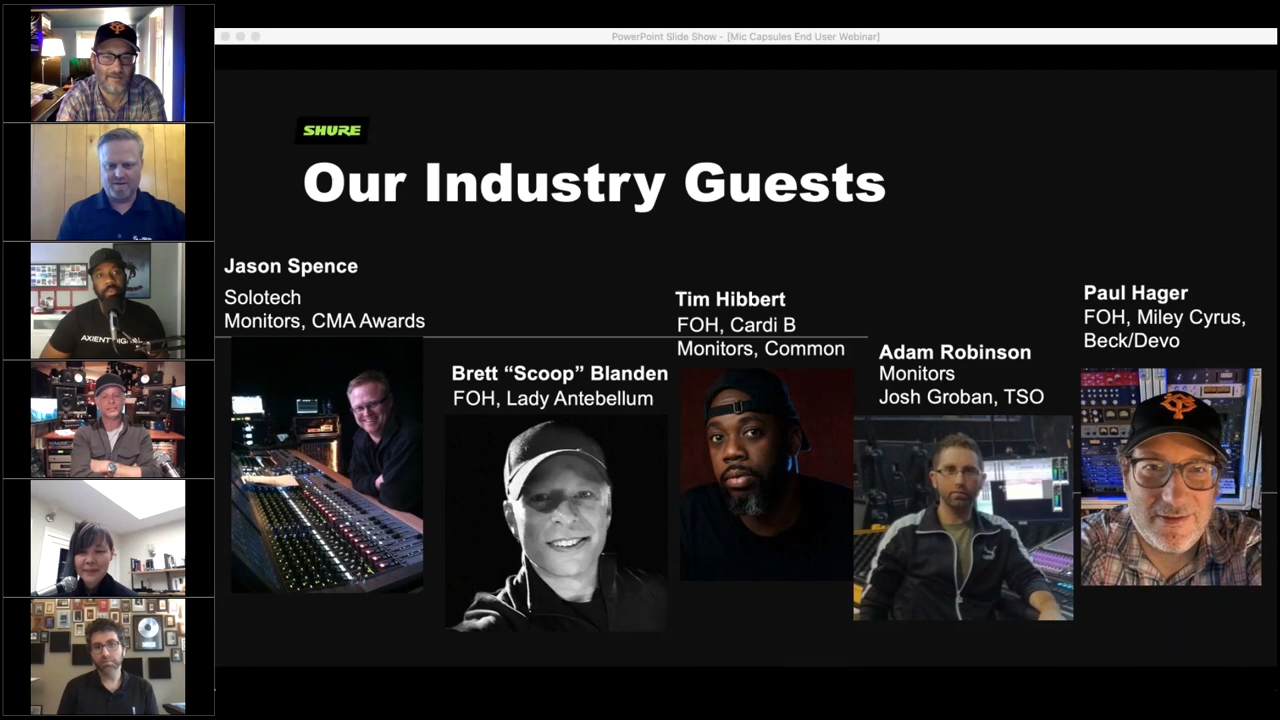 PowerPoint Slide Show - [Mic Capsules End User Webinar]
SHURE
Our Industry Guests
Jason Spence
Solotech
Monitors, CMA Awards
Brett “Scoop” Blanden
FOH, Lady Antebellum
Tim Hibbert
FOH, Cardi B
Monitors, Common
Adam Robinson
Monitors
Josh Groban, TSO
Paul Hager
FOH, Miley Cyrus,
Beck/Devo
AXIENT DIGITAL